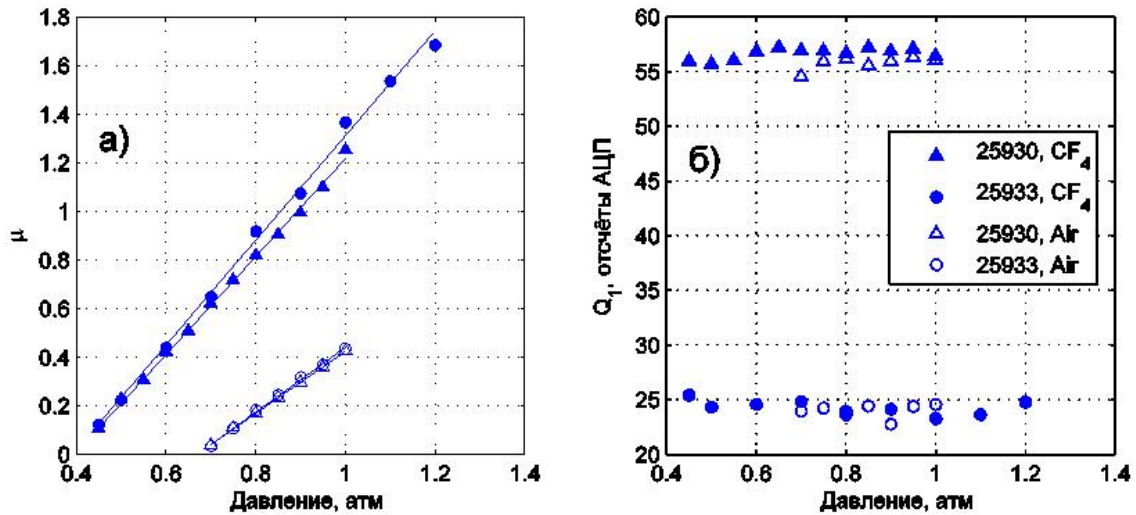 1.8
1.6
1.4
1.2
1
0.8
0.6
0.4
0.2
0
μ
а)
0.4 0.6 0.8 1 1.2 1.4
Давление, атм
60
55
50
45
40
35
30
25
20
Q₁, отсчёты АЦП
б)
25930, CF₄
25933, CF₄
25930, Air
25933, Air
0.4 0.6 0.8 1 1.2 1.4
Давление, атм